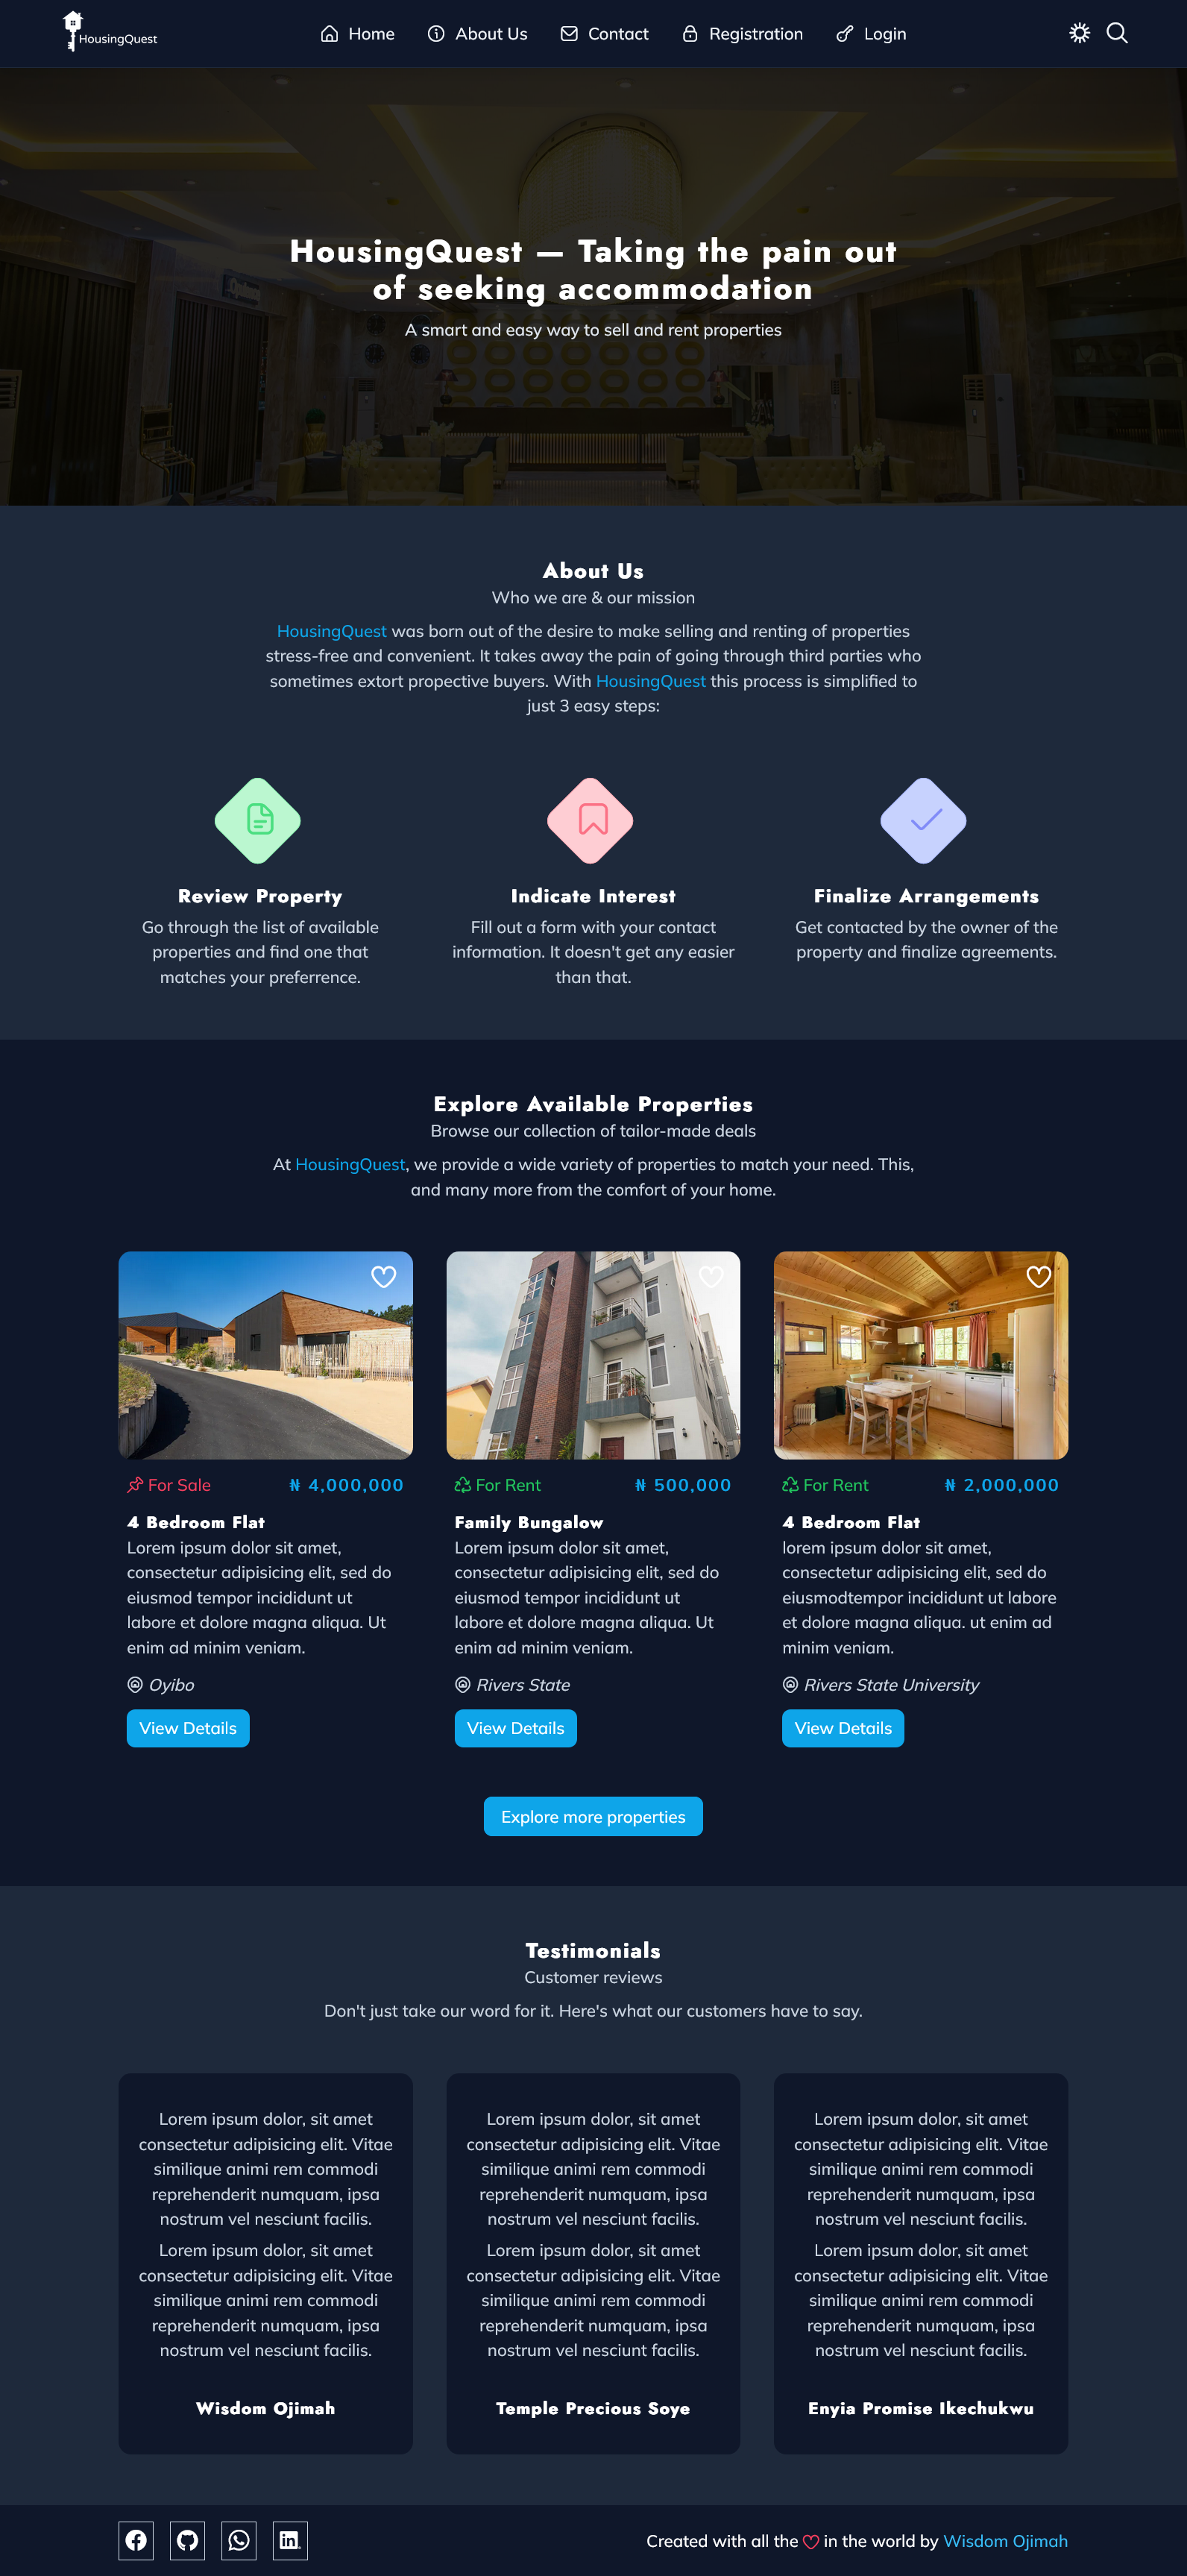 HousingQuest
Home
About Us
Contact
Registration
Login
HousingQuest — Taking the pain out
of seeking accommodation
A smart and easy way to sell and rent properties
About Us
Who we are & our mission
HousingQuest was born out of the desire to make selling and renting of properties
stress-free and convenient. It takes away the pain of going through third parties who
sometimes extort propective buyers. With HousingQuest this process is simplified to
just 3 easy steps:
Review Property
Go through the list of available
properties and find one that
matches your preferrence.
Indicate Interest
Fill out a form with your contact
information. It doesn't get any easier
than that.
Finalize Arrangements
Get contacted by the owner of the
property and finalize agreements.
Explore Available Properties
Browse our collection of tailor-made deals
At HousingQuest, we provide a wide variety of properties to match your need. This,
and many more from the comfort of your home.
For Sale
₦ 4,000,000
4 Bedroom Flat
Lorem ipsum dolor sit amet,
consectetur adipisicing elit, sed do
eiusmod tempor incididunt ut
labore et dolore magna aliqua. Ut
enim ad minim veniam.
Oyibo
View Details
For Rent
₦ 500,000
Family Bungalow
Lorem ipsum dolor sit amet,
consectetur adipisicing elit, sed do
eiusmod tempor incididunt ut
labore et dolore magna aliqua. Ut
enim ad minim veniam.
Rivers State
View Details
For Rent
₦ 2,000,000
4 Bedroom Flat
lorem ipsum dolor sit amet,
consectetur adipisicing elit, sed do
eiusmodtempor incididunt ut labore
et dolore magna aliqua. ut enim ad
minim veniam.
Rivers State University
View Details
Explore more properties
Testimonials
Customer reviews
Don't just take our word for it. Here's what our customers have to say.
Lorem ipsum dolor, sit amet
consectetur adipisicing elit. Vitae
similique animi rem commodi
reprehenderit numquam, ipsa
nostrum vel nesciunt facilis.
Lorem ipsum dolor, sit amet
consectetur adipisicing elit. Vitae
similique animi rem commodi
reprehenderit numquam, ipsa
nostrum vel nesciunt facilis.
Wisdom Ojimah
Lorem ipsum dolor, sit amet
consectetur adipisicing elit. Vitae
similique animi rem commodi
reprehenderit numquam, ipsa
nostrum vel nesciunt facilis.
Lorem ipsum dolor, sit amet
consectetur adipisicing elit. Vitae
similique animi rem commodi
reprehenderit numquam, ipsa
nostrum vel nesciunt facilis.
Temple Precious Soye
Lorem ipsum dolor, sit amet
consectetur adipisicing elit. Vitae
similique animi rem commodi
reprehenderit numquam, ipsa
nostrum vel nesciunt facilis.
Lorem ipsum dolor, sit amet
consectetur adipisicing elit. Vitae
similique animi rem commodi
reprehenderit numquam, ipsa
nostrum vel nesciunt facilis.
Enyia Promise Ikechukwu
Created with all the in the world by Wisdom Ojimah